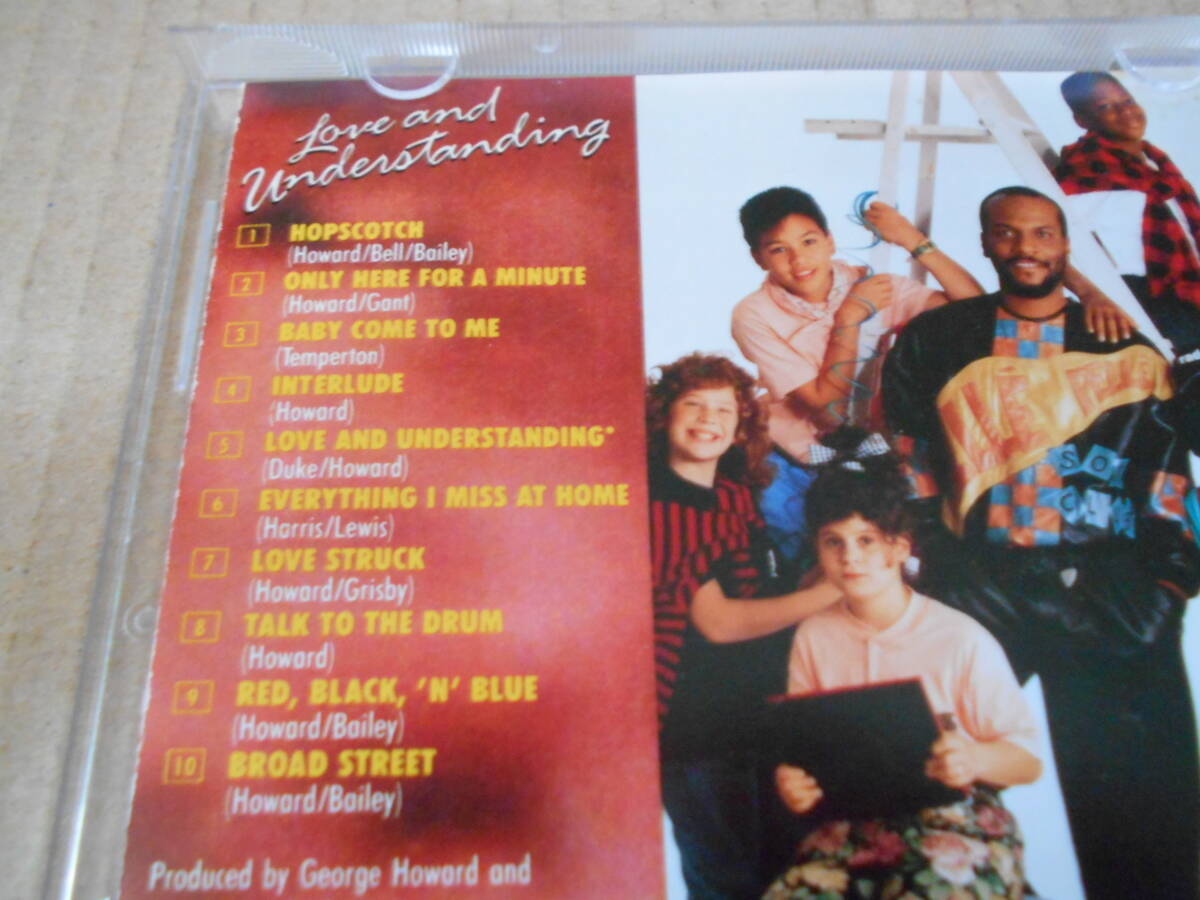 Love and
Understanding
1 HOPSCOTCH
(Howard/Bell/Bailey)
2 ONLY HERE FOR A MINUTE
(Howard/Gant)
3 BABY COME TO ME
(Temperton)
4 INTERLUDE
(Howard)
5 LOVE AND UNDERSTANDING*
(Duke/Howard)
6 EVERYTHING I MISS AT HOME
(Harris/Lewis)
7 LOVE STRUCK
(Howard/Grisby)
8 TALK TO THE DRUM
(Howard)
9 RED, BLACK, 'N' BLUE
(Howard/Bailey)
10 BROAD STREET
(Howard/Bailey)
Produced by George Howard and
SO